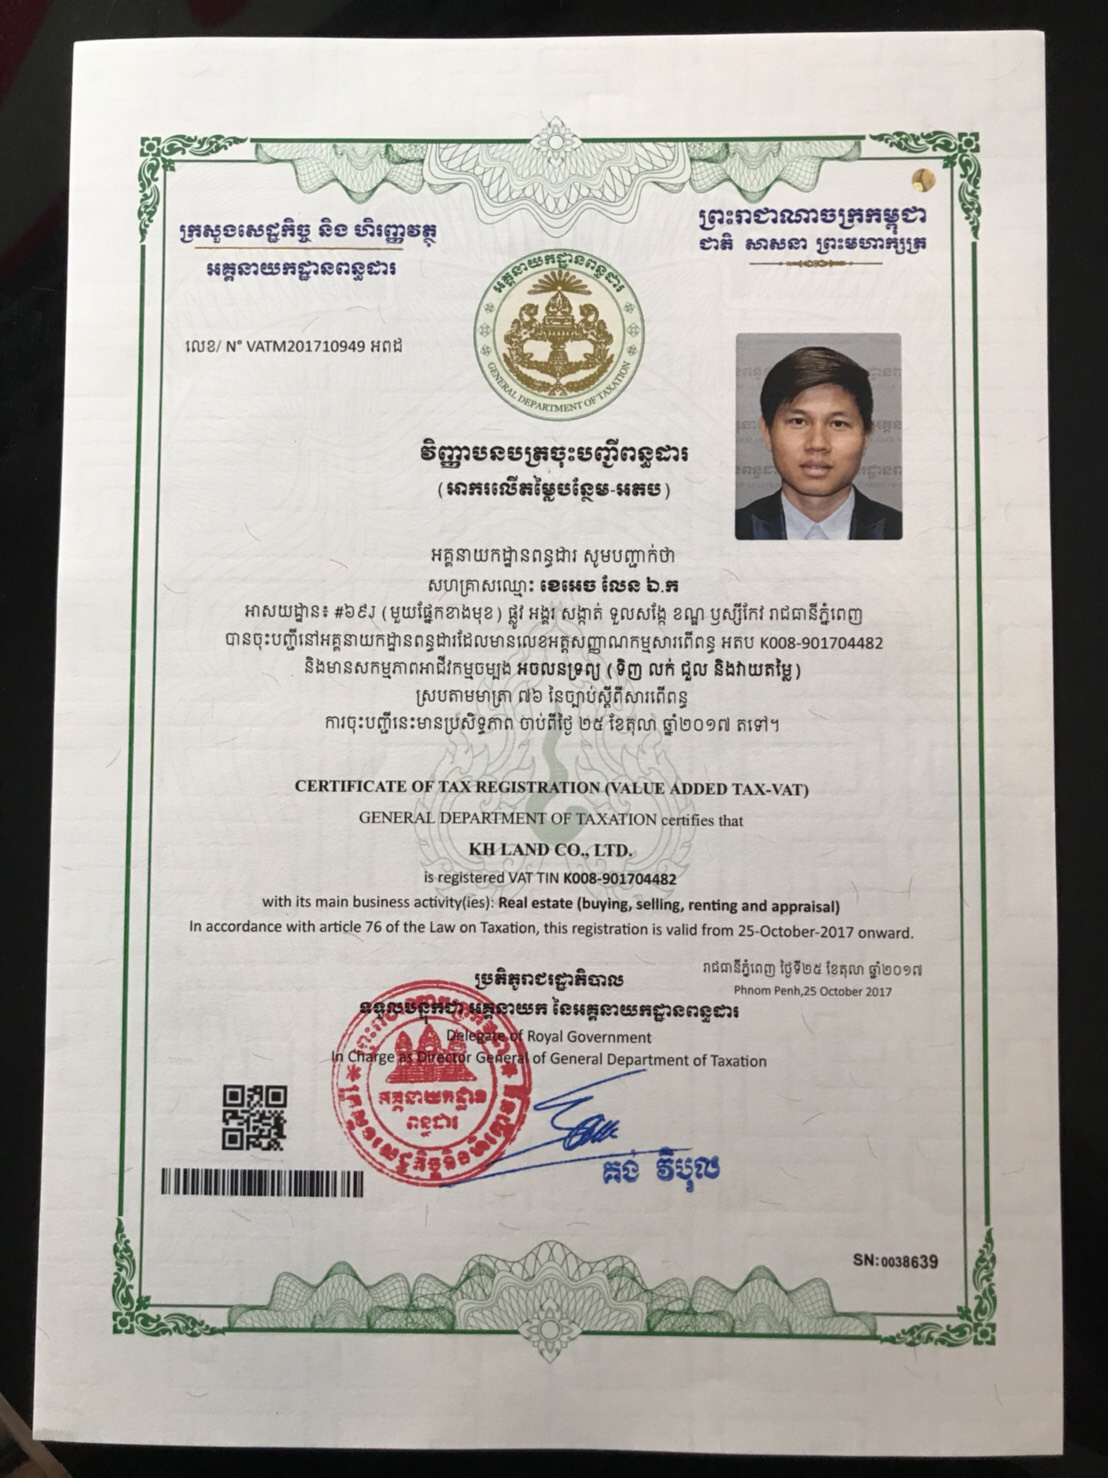 ព្រះរាជាណាចក្រកម្ពុជា
ជាតិ សាសនា ព្រះមហាក្សត្រ
ក្រសួងសេដ្ឋកិច្ច និង ហិរញ្ញវត្ថុ
អគ្គនាយកដ្ឋានពន្ធដារ
លេខ/ N° VATM201710949 អពដ
អគ្គនាយកដ្ឋានពន្ធដារ
GENERAL DEPARTMENT OF TAXATION
វិញ្ញាបនបត្រចុះបញ្ជីពន្ធដារ
(អាករលើតម្លៃបន្ថែម-អតប)
អគ្គនាយកដ្ឋានពន្ធដារ សូមបញ្ជាក់ថា
សហគ្រាសឈ្មោះ ខេអេច លែន ឯ.ក
អាសយដ្ឋាន៖ #៦៩J (មួយផ្នែកខាងមុខ) ផ្លូវ អង្គរ សង្កាត់ ទួលសង្កែ ខណ្ឌ ឫស្សីកែវ រាជធានីភ្នំពេញ
បានចុះបញ្ជីនៅអគ្គនាយកដ្ឋានពន្ធដារដែលមានលេខអត្តសញ្ញាណកម្មសារពើពន្ធ អតប K008-901704482
និងមានសកម្មភាពអាជីវកម្មចម្បង អចលនទ្រព្យ (ទិញ លក់ ជួល និងវាយតម្លៃ)
ស្របតាមមាត្រា ៧៦ នៃច្បាប់ស្តីពីសារពើពន្ធ
ការចុះបញ្ជីនេះមានប្រសិទ្ធភាព ចាប់ពីថ្ងៃ ២៥ ខែតុលា ឆ្នាំ២០១៧ តទៅ។
CERTIFICATE OF TAX REGISTRATION (VALUE ADDED TAX-VAT)
GENERAL DEPARTMENT OF TAXATION certifies that
KH LAND CO., LTD.
is registered VAT TIN K008-901704482
with its main business activity(ies): Real estate (buying, selling, renting and appraisal)
In accordance with article 76 of the Law on Taxation, this registration is valid from 25-October-2017 onward.
រាជធានីភ្នំពេញ ថ្ងៃទី២៥ ខែតុលា ឆ្នាំ២០១៧
Phnom Penh,25 October 2017
ប្រតិភូរាជរដ្ឋាភិបាល
ទទួលបន្ទុកជា អគ្គនាយក នៃអគ្គនាយកដ្ឋានពន្ធដារ
Delegate of Royal Government
In Charge as Director General of General Department of Taxation
អគ្គនាយកដ្ឋាន
ពន្ធដារ
ក្រសួងសេដ្ឋកិច្ចនិងហិរញ្ញវត្ថុ
គង់ វិបុល
SN:0038639